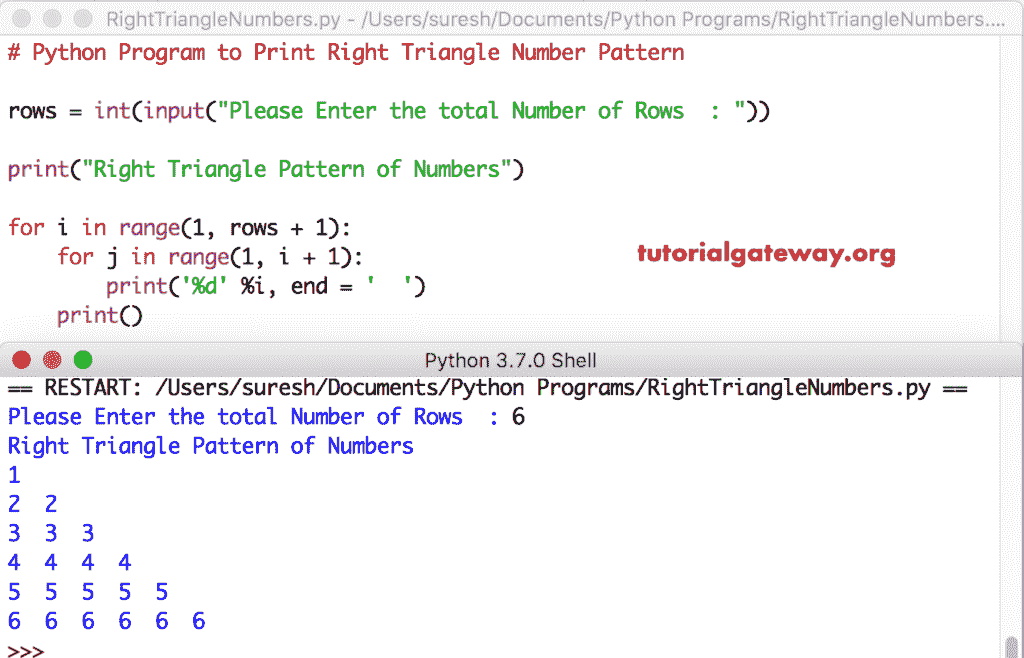 RightTriangleNumbers.py - /Users/suresh/Documents/Python Programs/RightTriangleNumbers....
# Python Program to Print Right Triangle Number Pattern
rows = int(input("Please Enter the total Number of Rows  : "))
print("Right Triangle Pattern of Numbers")
for i in range(1, rows + 1):
    for j in range(1, i + 1):
        print('%d' %i, end = '  ')
    print()
tutorialgateway.org
Python 3.7.0 Shell
== RESTART: /Users/suresh/Documents/Python Programs/RightTriangleNumbers.py ==
Please Enter the total Number of Rows  : 6
Right Triangle Pattern of Numbers
1
2  2
3  3  3
4  4  4  4
5  5  5  5  5
6  6  6  6  6  6
>>>